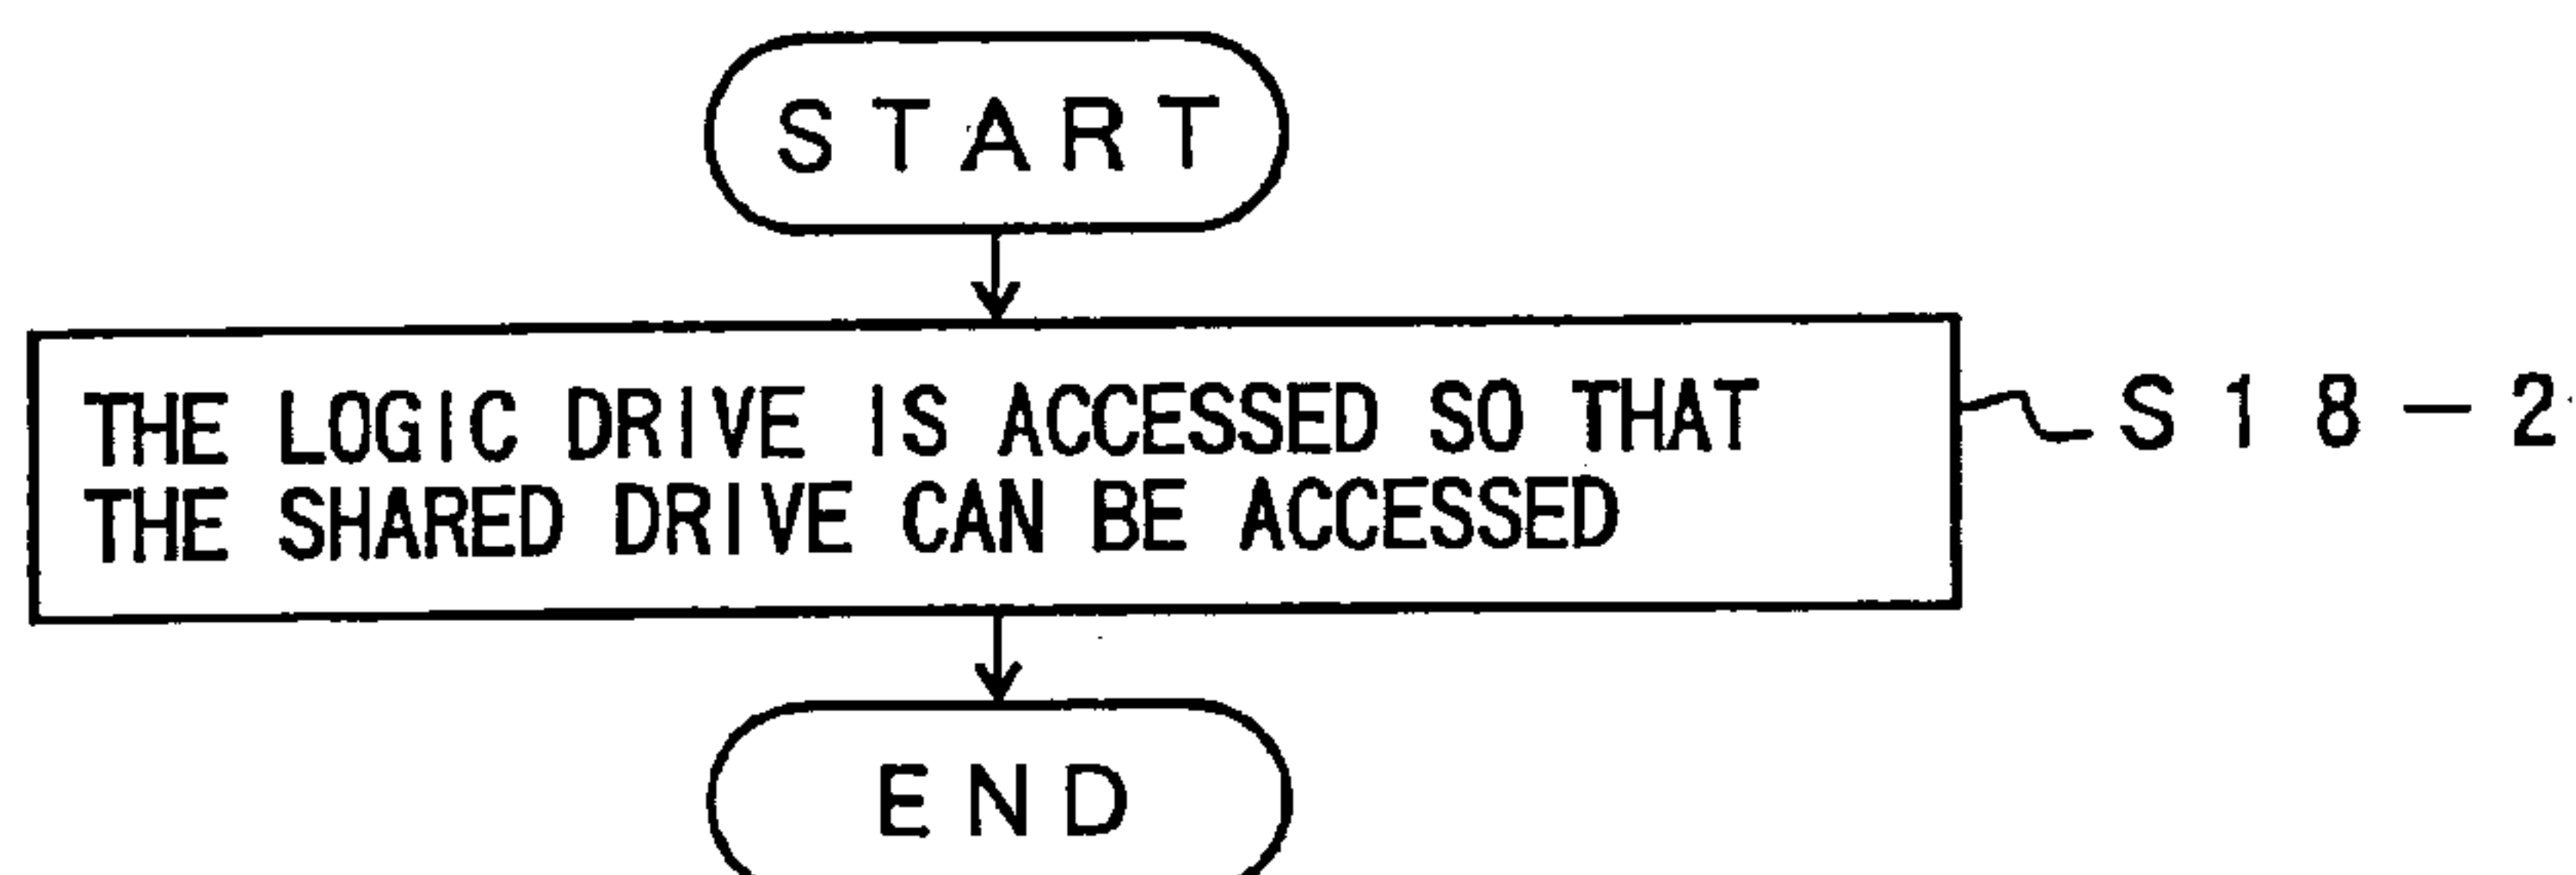 START
THE LOGIC DRIVE IS ACCESSED SO THAT
THE SHARED DRIVE CAN BE ACCESSED
S18-2
END